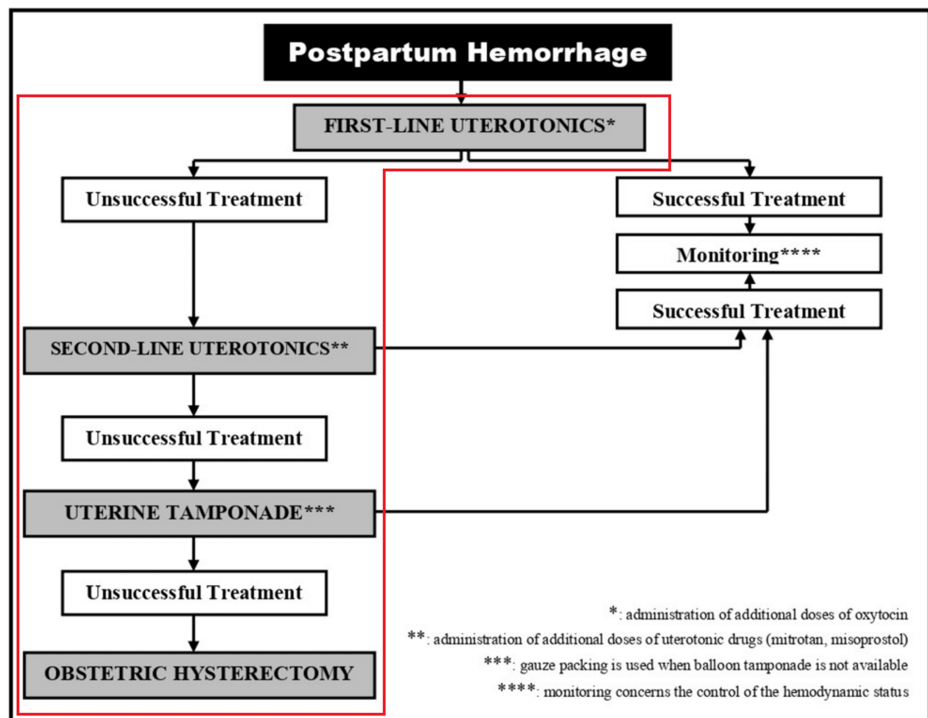 Postpartum Hemorrhage
FIRST-LINE UTEROTONICS*
Unsuccessful Treatment
Successful Treatment
Monitoring****
Successful Treatment
SECOND-LINE UTEROTONICS**
Unsuccessful Treatment
UTERINE TAMPONADE***
Unsuccessful Treatment
OBSTETRIC HYSTERECTOMY
*: administration of additional doses of oxytocin
**: administration of additional doses of uterotonic drugs (mitrotan, misoprostol)
***: gauze packing is used when balloon tamponade is not available
****: monitoring concerns the control of the hemodynamic status